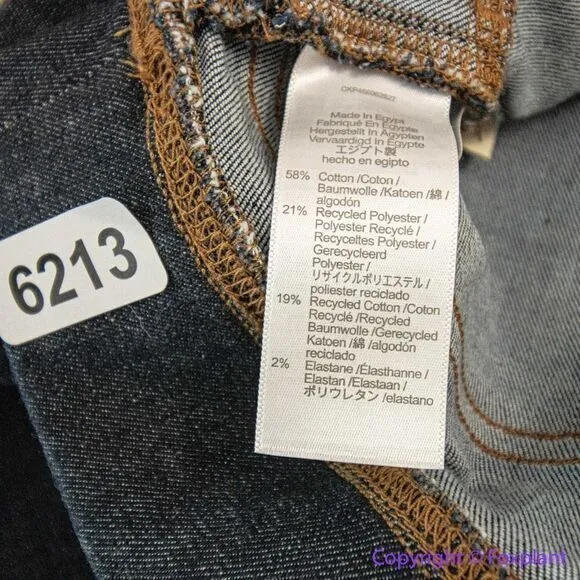 Made In Egypt
Fabriqué En Égypte
Hergestellt In Ägypten
Vervaardigd In Egypte
エジプト製
hecho en egipto
58% Cotton /Coton /
Baumwolle /Katoen /綿 /
algodón
21% Recycled Polyester /
Polyester Recyclé /
Recyceltes Polyester /
Gerecycleerd
Polyester /
リサイクルポリエステル /
poliester reciclado
19% Recycled Cotton /Coton
Recyclé /Recycled
Baumwolle /Gerecycled
Katoen /綿 /algodón
reciclado
2% Elastane /Élasthanne /
Elastan /Elastaan /
ポリウレタン /elastano
6213
Copyright © Foxplant